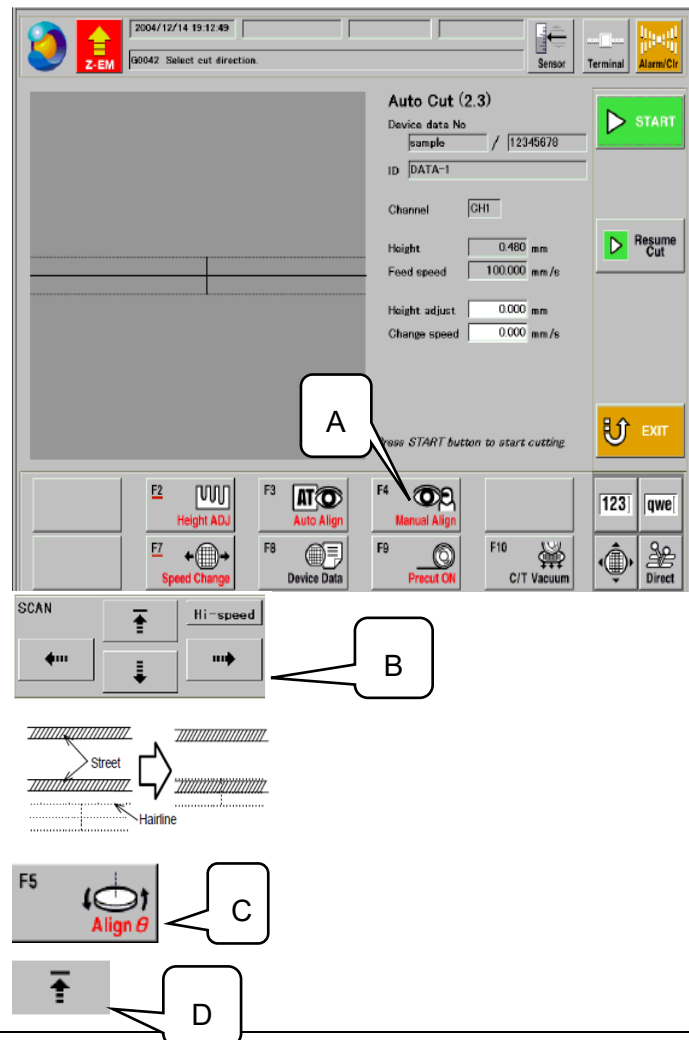 2004/12/14 19:12:49
Z-EM
G0042 Select cut direction.
Sensor
Terminal
Alarm/Clr
Auto Cut (2.3)
Device data No
sample / 12345678
ID DATA-1
Channel CH1
Height 0.480 mm
Feed speed 100.000 mm/s
Height adjust 0.000 mm
Change speed 0.000 mm/s
Press START button to start cutting.
START
Resume Cut
EXIT
A
F2 Height ADJ
F3 AT Auto Align
F4 Manual Align
123
qwe
F7 Speed Change
F8 Device Data
F9 Precut ON
F10 C/T Vacuum
Direct
SCAN
Hi-speed
B
Street
Hairline
F5
Align θ
C
D